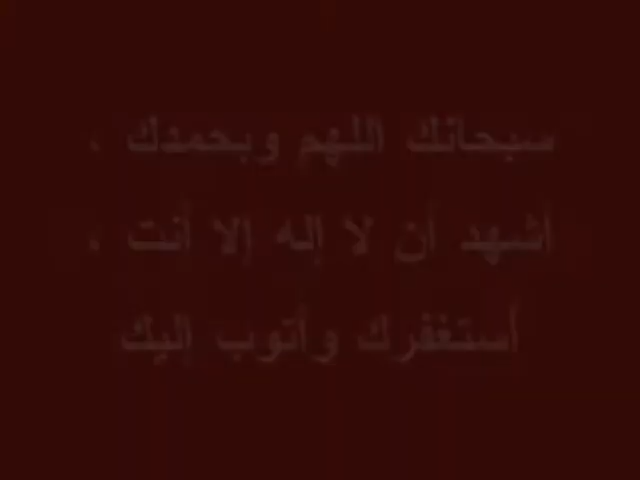 سبحانك اللهم وبحمدك ،
أشهد أن لا إله إلا أنت ،
أستغفرك وأتوب إليك